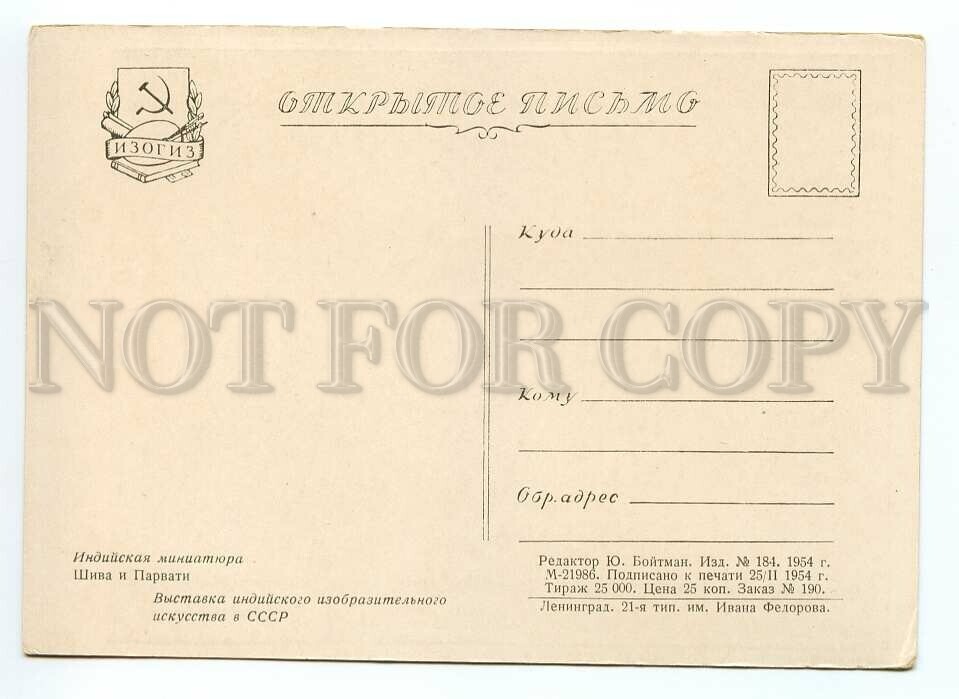 ОТКРЫТОЕ ПИСЬМО
ИЗОГИЗ
Куда
NOT FOR COPY
Кому
Обр. адрес
Индийская миниатюра
Шива и Парвати
Выставка индийского изобразительного
искусства в СССР
Редактор Ю. Бойтман. Изд. № 184. 1954 г.
М-21986. Подписано к печати 25/II 1954 г.
Тираж 25 000. Цена 25 коп. Заказ № 190.
Ленинград. 21-я тип. им. Ивана Федорова.